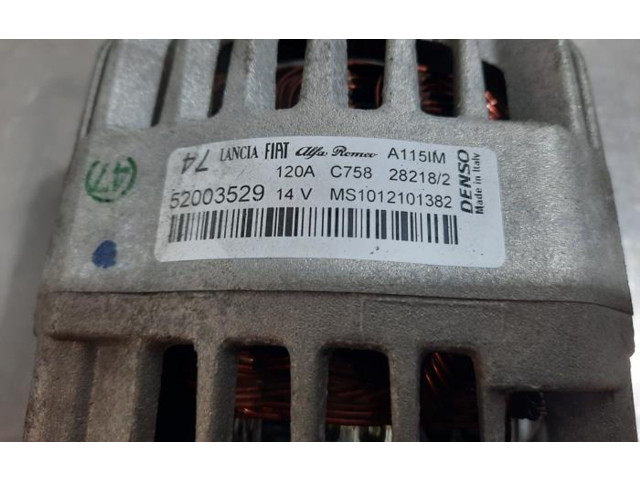 74 LANCIA FIAT Alfa Romeo A115IM
120A C758 28218/2
52003529 14 V MS1012101382
DENSO
Made in Italy
(47)